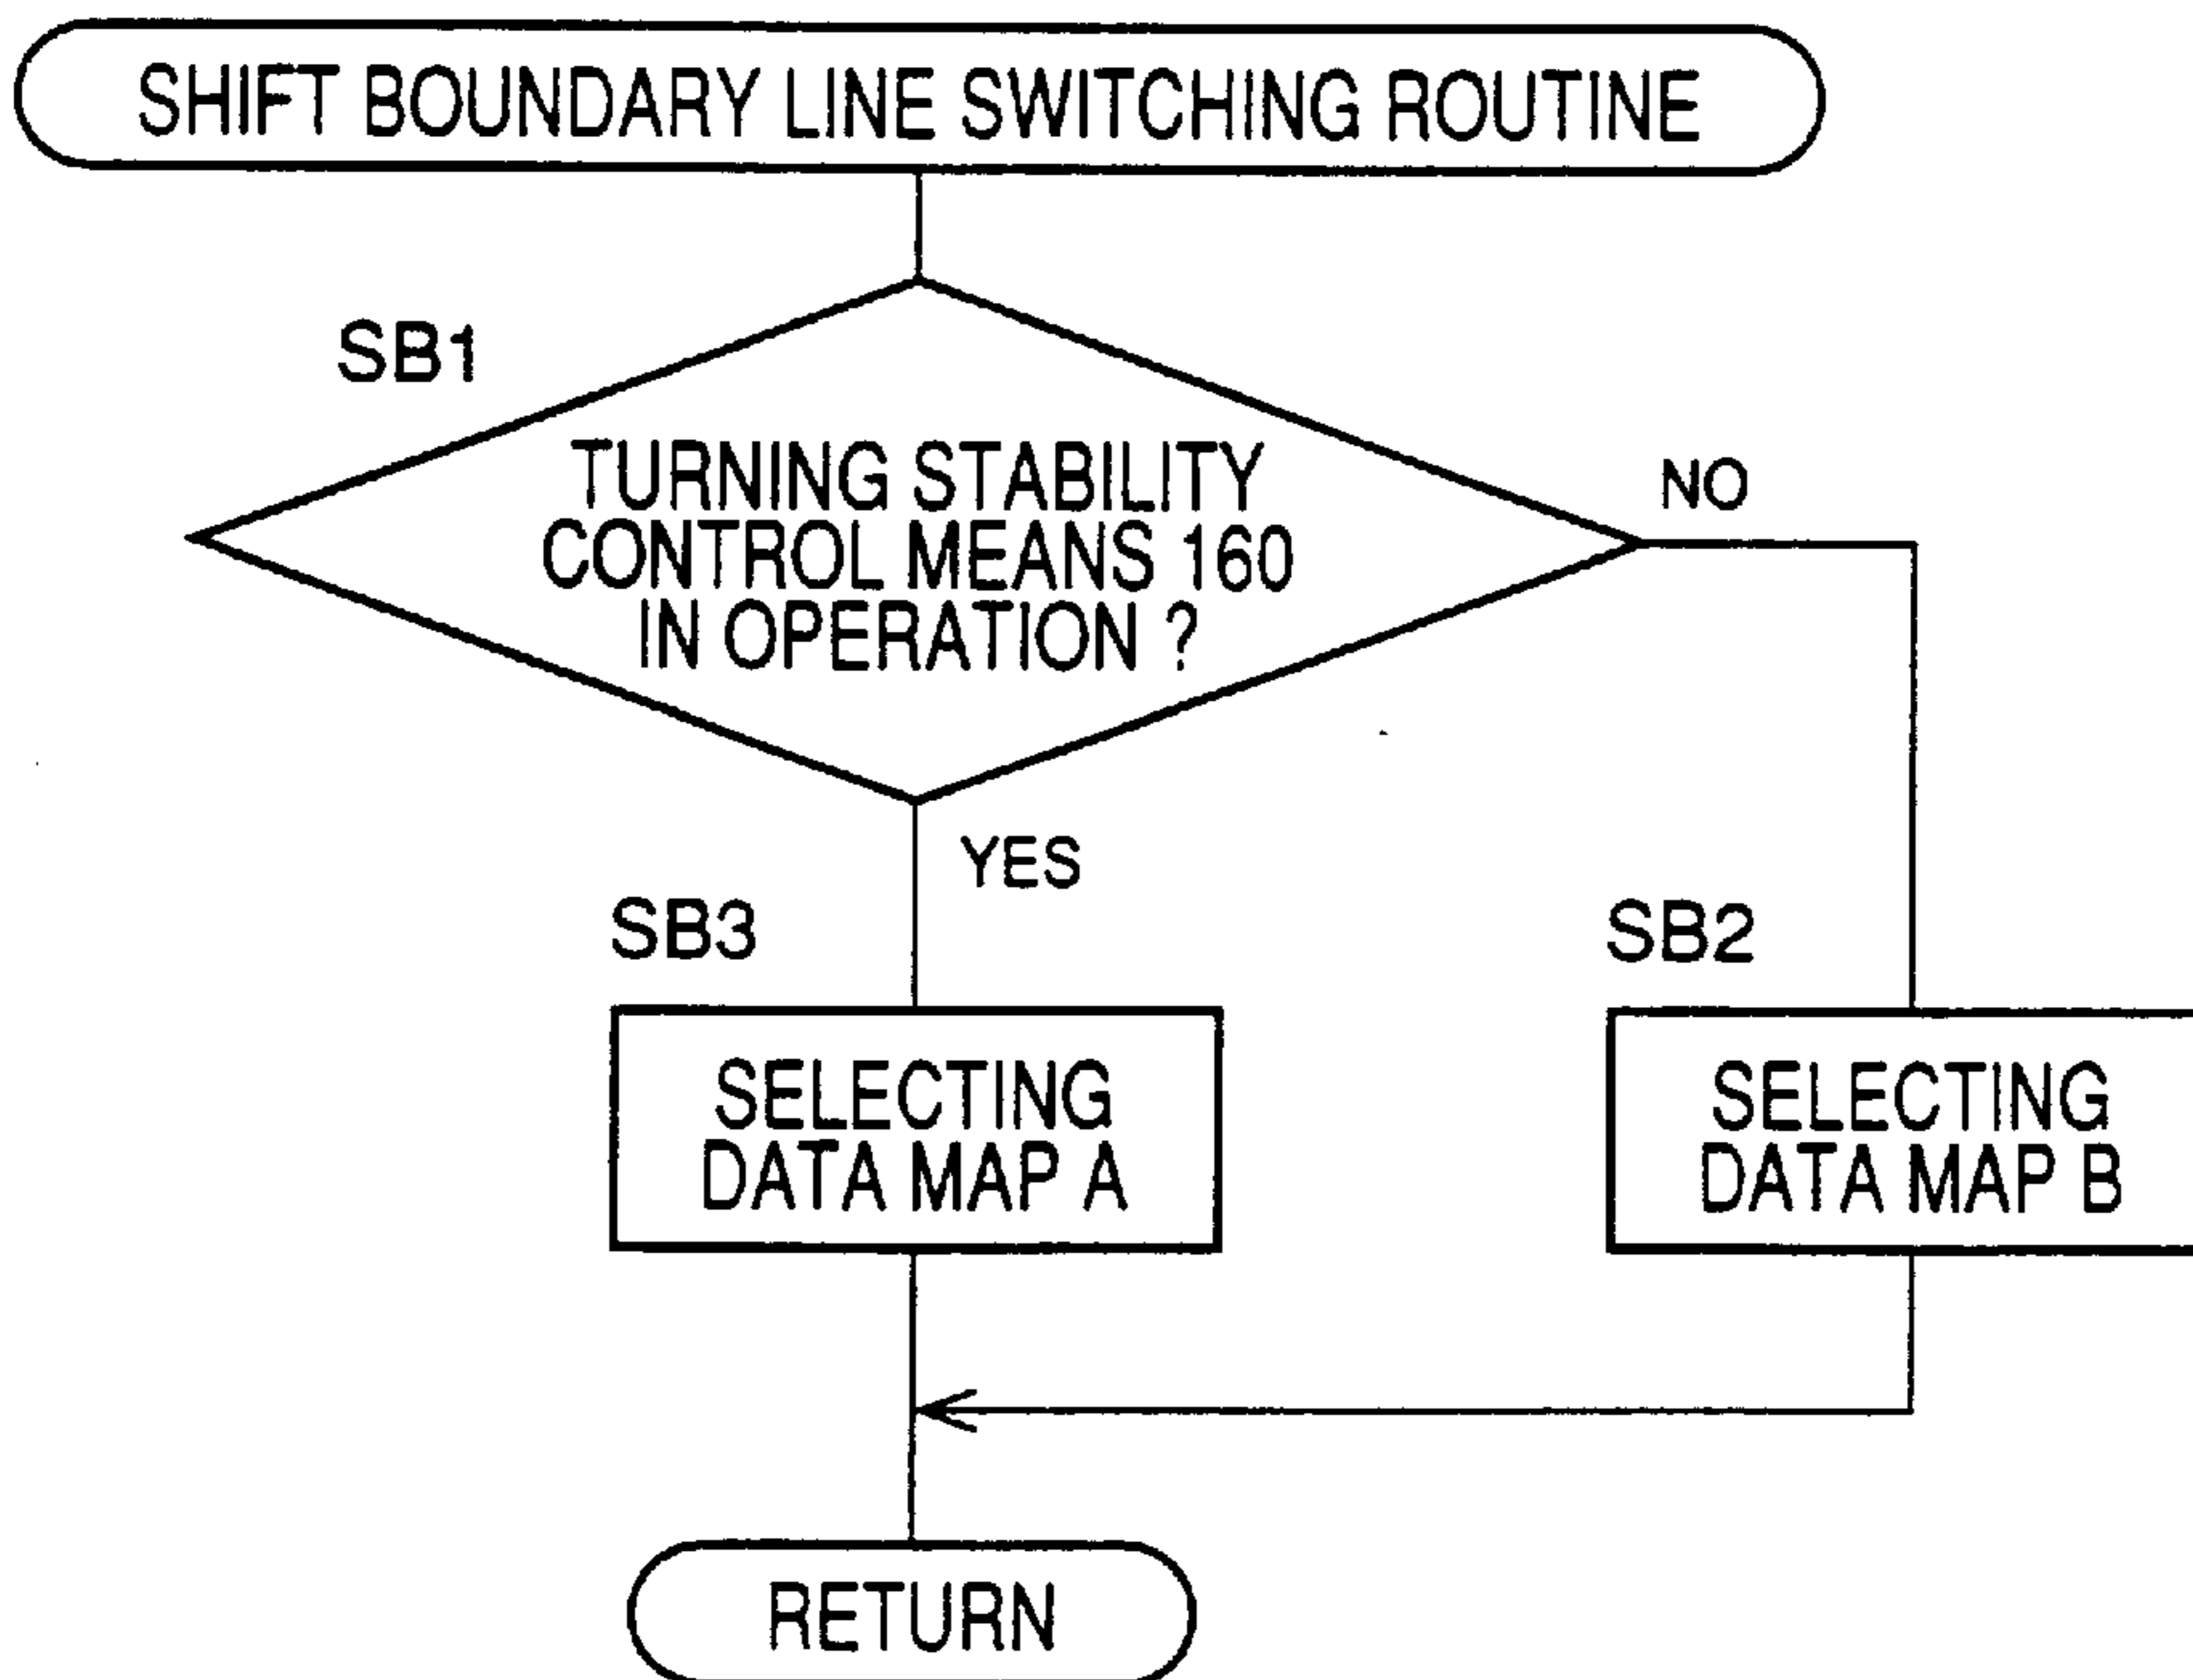 SHIFT BOUNDARY LINE SWITCHING ROUTINE
SB1
TURNING STABILITY
CONTROL MEANS 160
IN OPERATION ?
NO
YES
SB3
SB2
SELECTING
DATA MAP A
SELECTING
DATA MAP B
RETURN